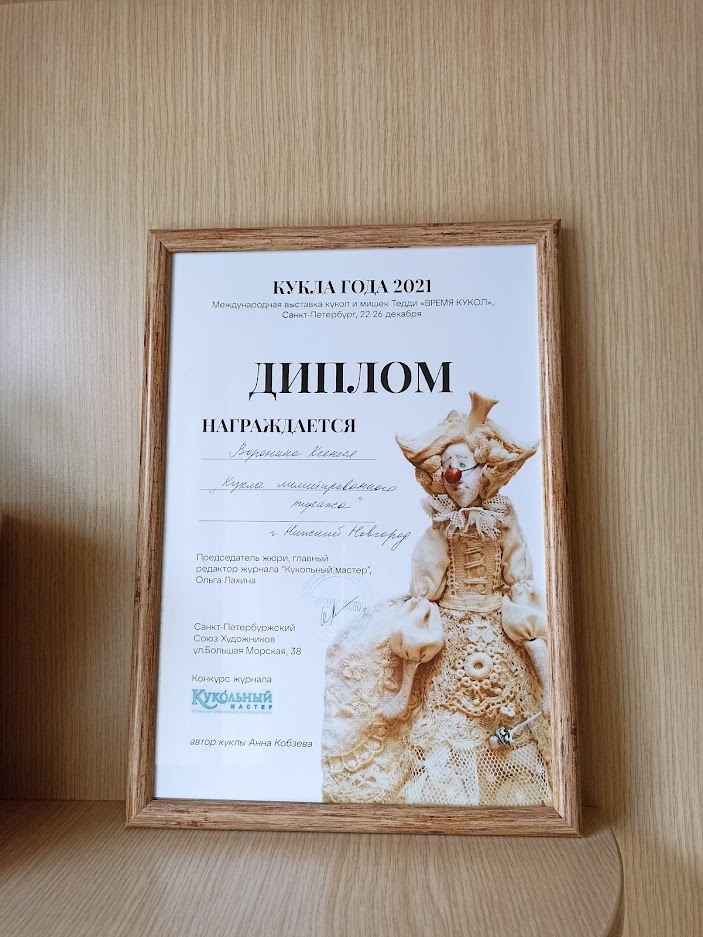 КУКЛА ГОДА 2021
Международная выставка кукол и мишек Тедди «ВРЕМЯ КУКОЛ»,
Санкт-Петербург, 22-26 декабря
ДИПЛОМ
НАГРАЖДАЕТСЯ
Воронина Ксения
"Кукла лимитированного
тиража"
г Нижний Новгород
Председатель жюри, главный
редактор журнала "Кукольный мастер",
Ольга Лахина
Санкт-Петербуржский
Союз Художников
ул.Большая Морская, 38
Конкурс журнала
КУКОЛЬНЫЙ
МАСТЕР
автор куклы Анна Кобзева